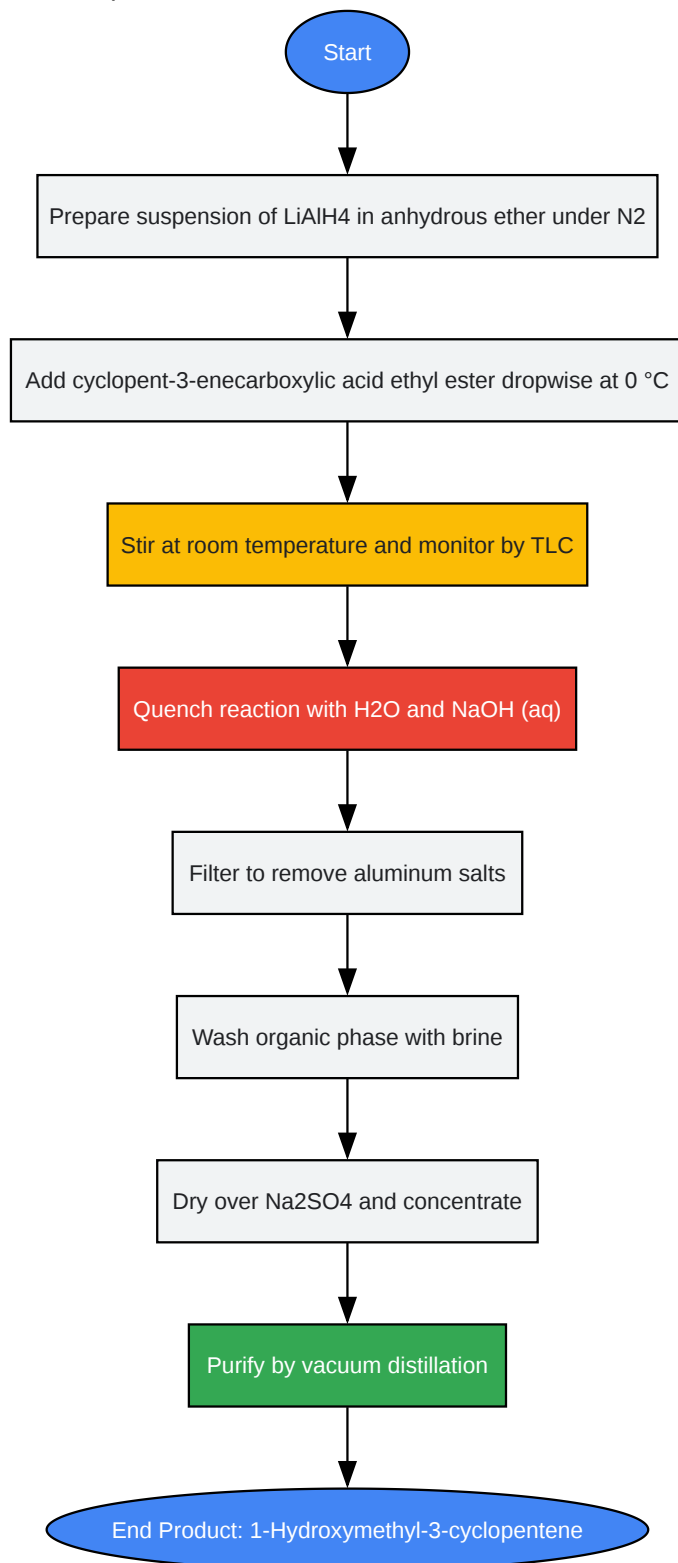 Start
Prepare suspension of LiAlH4 in anhydrous ether under N2
Add cyclopent-3-enecarboxylic acid ethyl ester dropwise at 0 °C
Stir at room temperature and monitor by TLC
Quench reaction with H2O and NaOH (aq)
Filter to remove aluminum salts
Wash organic phase with brine
Dry over Na2SO4 and concentrate
Purify by vacuum distillation
End Product: 1-Hydroxymethyl-3-cyclopentene